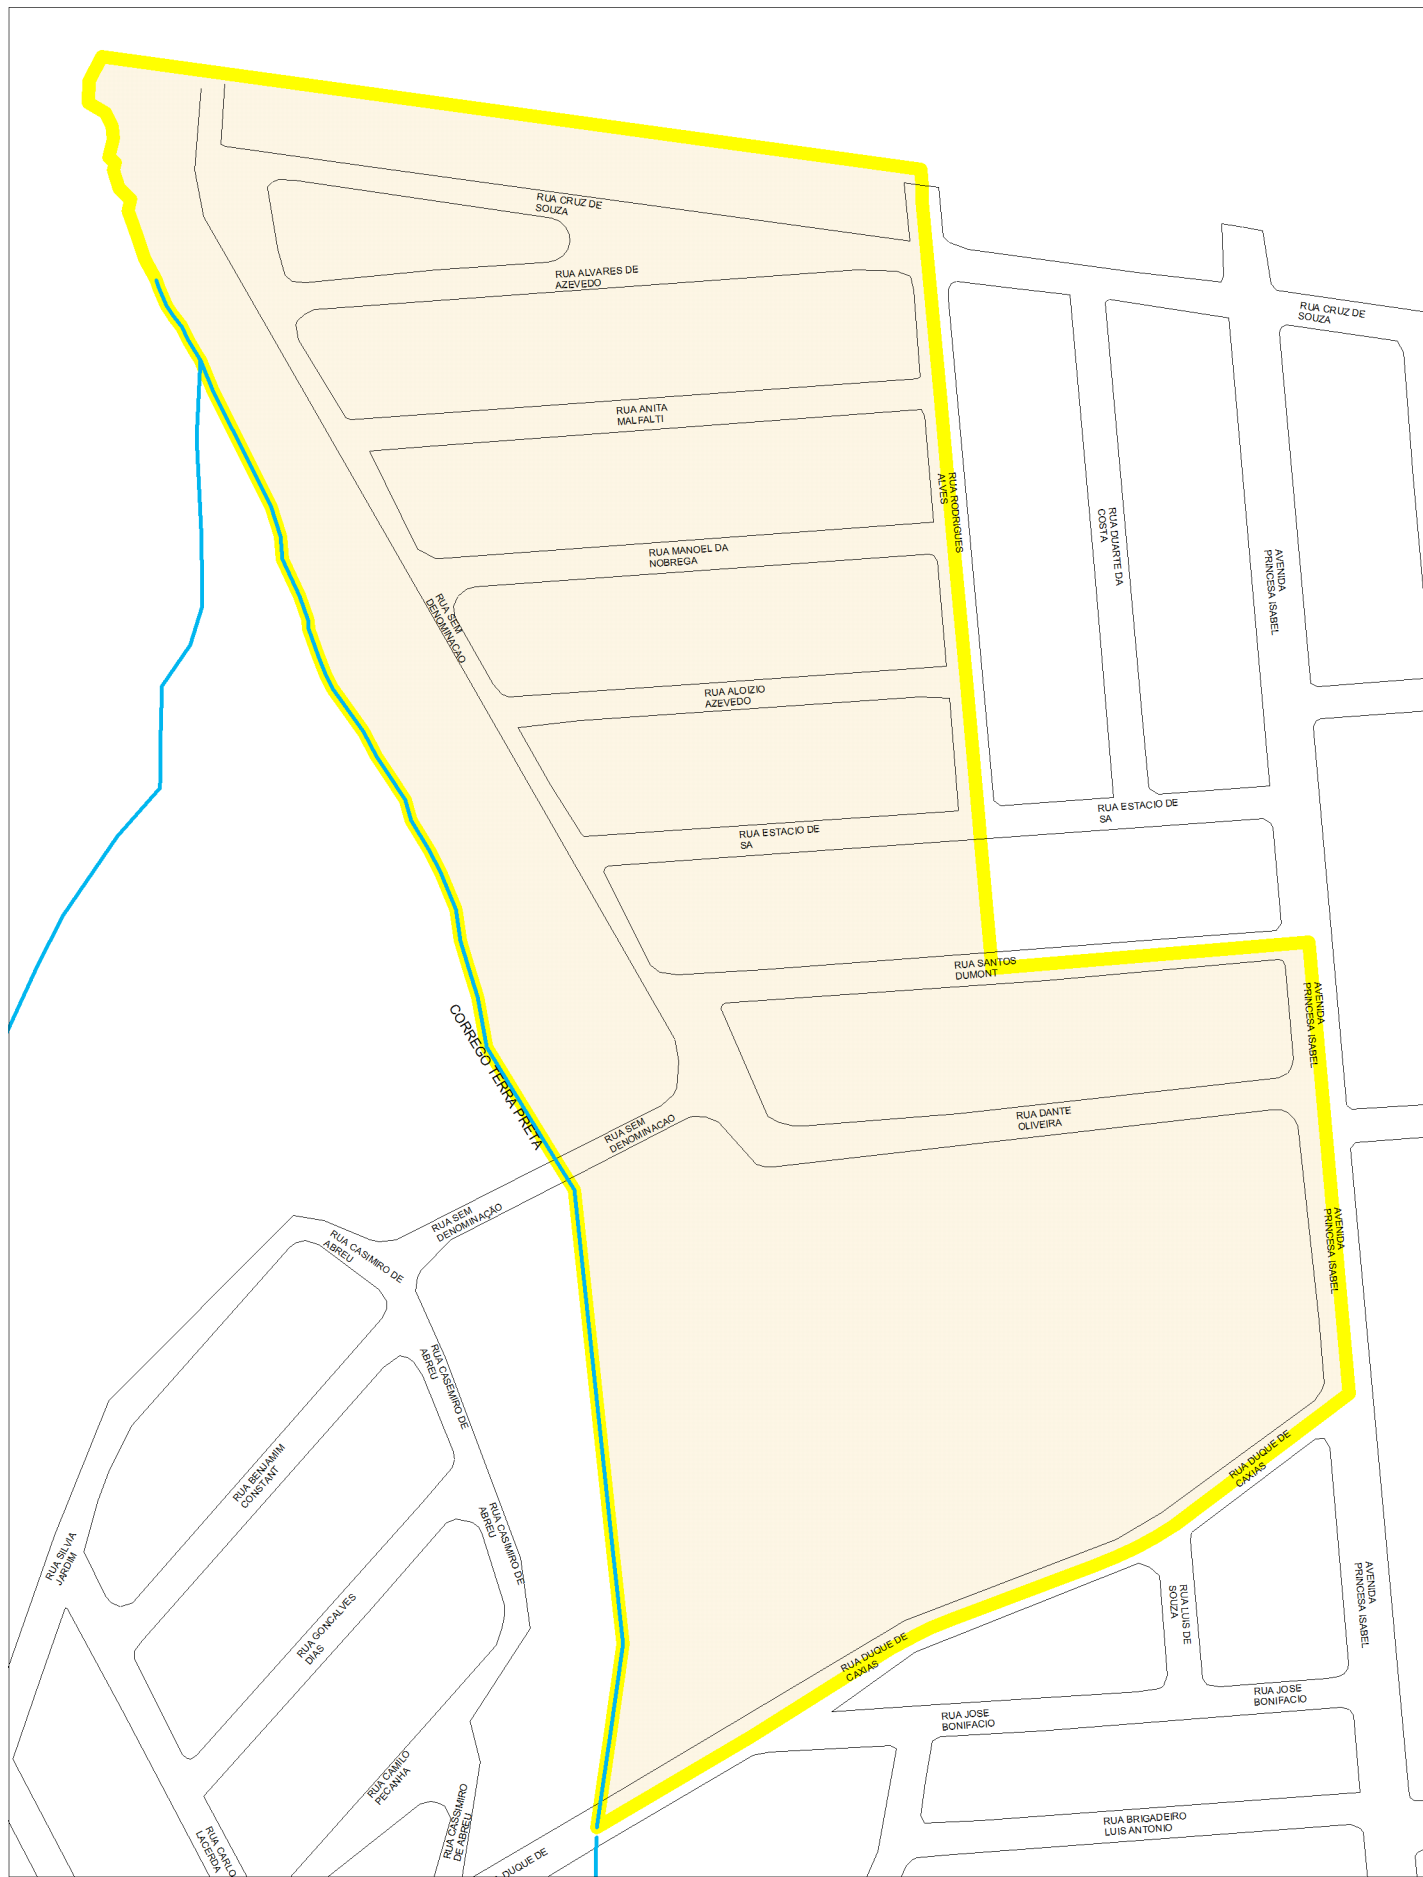 RUA CRUZ DE
SOUZA
RUA ALVARES DE
AZEVEDO
RUA CRUZ DE
SOUZA
RUA ANITA
MALFALTI
RUA RODRIGUES
ALVES
RUA DUARTE DA
COSTA
AVENIDA
PRINCESA ISABEL
RUA MANOEL DA
NOBREGA
RUA SEM
DENOMINACAO
RUA ALOIZIO
AZEVEDO
RUA ESTACIO DE
SA
RUA ESTACIO DE
SA
RUA SANTOS
DUMONT
AVENIDA
PRINCESA ISABEL
CORREGO TERRA PRETA
RUA SEM
DENOMINACAO
RUA DANTE
OLIVEIRA
RUA SEM
DENOMINAÇÃO
RUA CASIMIRO DE
ABREU
AVENIDA
PRINCESA ISABEL
RUA CASEMIRO DE
ABREU
RUA BENJAMIM
CONSTANT
RUA DUQUE DE
CAXIAS
RUA CASIMIRO DE
ABREU
RUA SILVIA
JARDIM
RUA GONCALVES
DIAS
RUA LUIS DE
SOUZA
AVENIDA
PRINCESA ISABEL
RUA DUQUE DE
CAXIAS
RUA JOSE
BONIFACIO
RUA JOSE
BONIFACIO
RUA CAMILO
PECANHA
RUA CASSIMIRO
DE ABREU
RUA CARLO
LACERDA
RUA BRIGADEIRO
LUIS ANTONIO
DUQUE DE